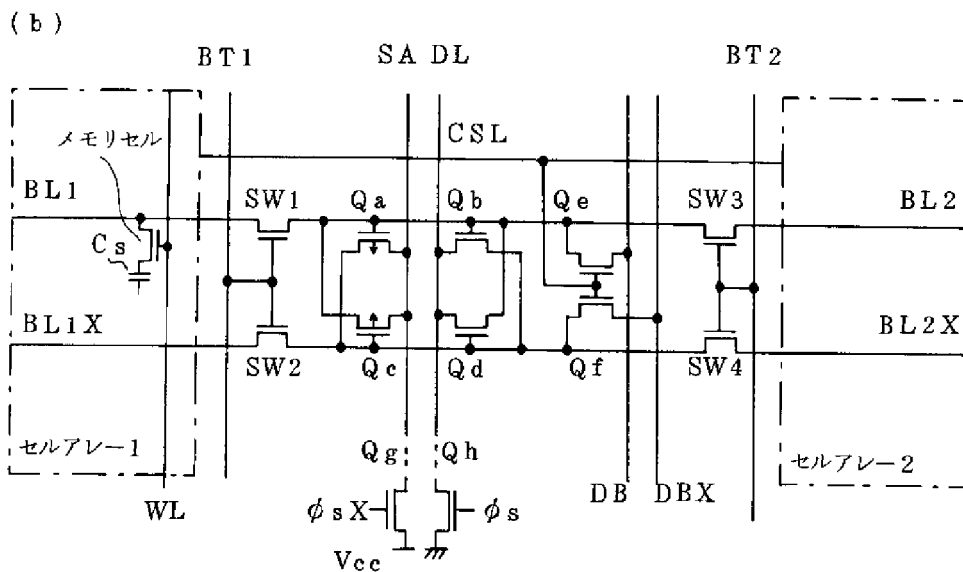 (b)
BT1 SA DL BT2
CSL
メモリセル
BL1 SW1 Qa Qb Qe SW3 BL2
Cs
BL1X SW2 Qc Qd Qf SW4 BL2X
セルアレー1 Qg Qh セルアレー2
WL DB DBX
φsX φs
Vcc